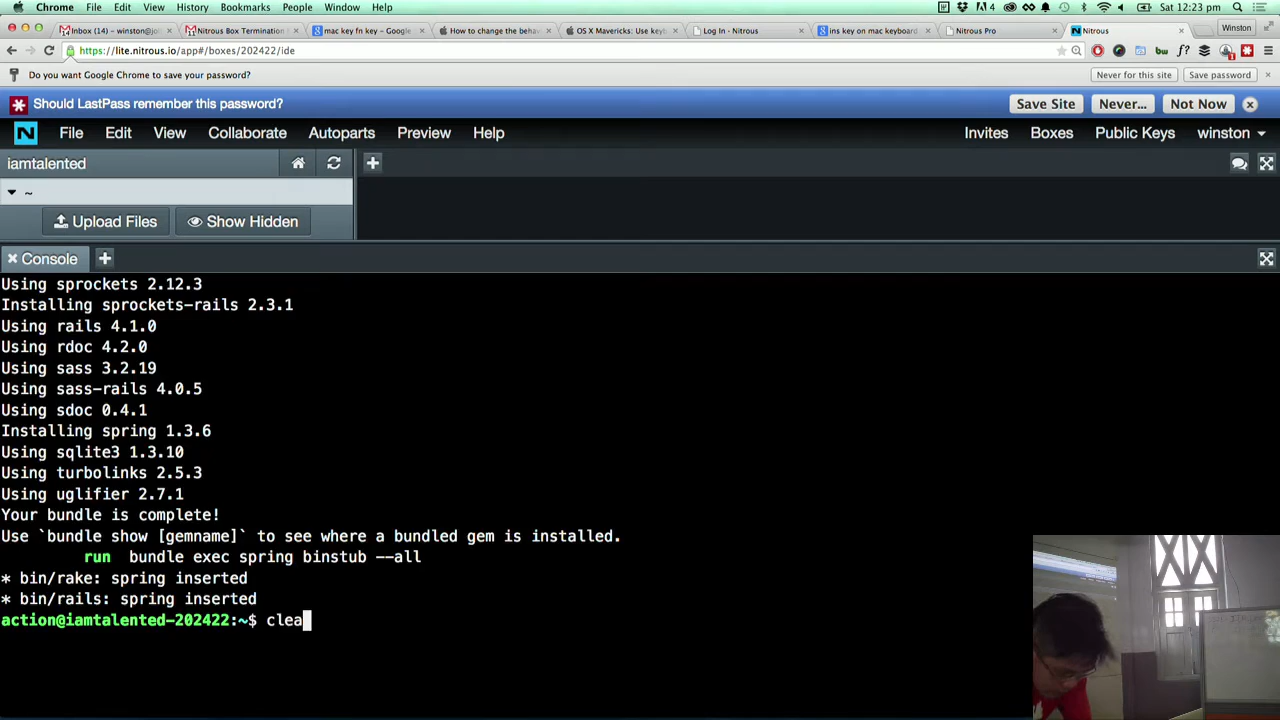 Chrome File Edit View History Bookmarks People Window Help
4 Sat 12:23 pm
Inbox (14) – winston@jol
Nitrous Box Termination
mac key fn key - Google
How to change the behav
OS X Mavericks: Use keyb
Log In - Nitrous
ins key on mac keyboard
Nitrous Pro
Nitrous
Winston
https://lite.nitrous.io/app#/boxes/202422/ide
Do you want Google Chrome to save your password?
Never for this site
Save password
Should LastPass remember this password?
Save Site
Never...
Not Now
N File Edit View Collaborate Autoparts Preview Help
Invites Boxes Public Keys winston
iamtalented
~
Upload Files
Show Hidden
Console
Using sprockets 2.12.3
Installing sprockets-rails 2.3.1
Using rails 4.1.0
Using rdoc 4.2.0
Using sass 3.2.19
Using sass-rails 4.0.5
Using sdoc 0.4.1
Installing spring 1.3.6
Using sqlite3 1.3.10
Using turbolinks 2.5.3
Using uglifier 2.7.1
Your bundle is complete!
Use `bundle show [gemname]` to see where a bundled gem is installed.
run bundle exec spring binstub --all
* bin/rake: spring inserted
* bin/rails: spring inserted
action@iamtalented-202422:~$ clea